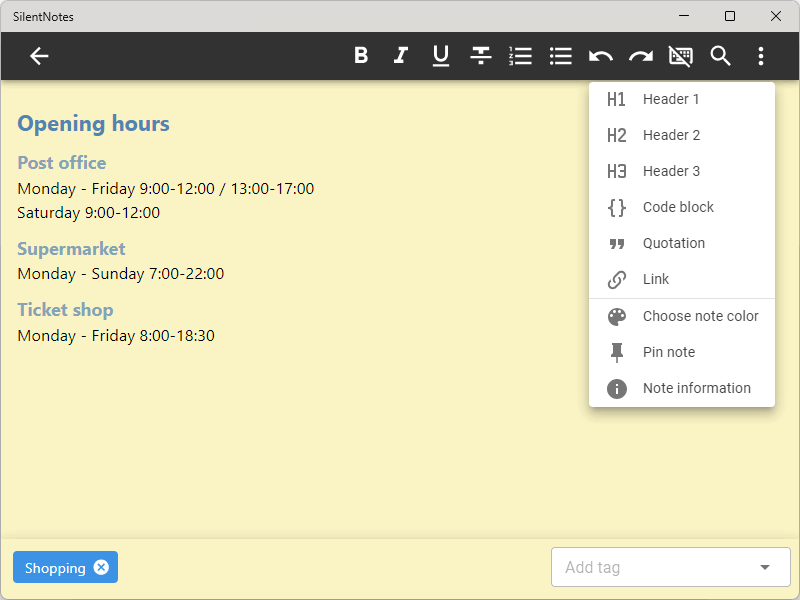 SilentNotes
B I U
Opening hours
Post office
Monday - Friday 9:00-12:00 / 13:00-17:00
Saturday 9:00-12:00
Supermarket
Monday - Sunday 7:00-22:00
Ticket shop
Monday - Friday 8:00-18:30
H1 Header 1
H2 Header 2
H3 Header 3
{} Code block
Quotation
Link
Choose note color
Pin note
Note information
Shopping
Add tag